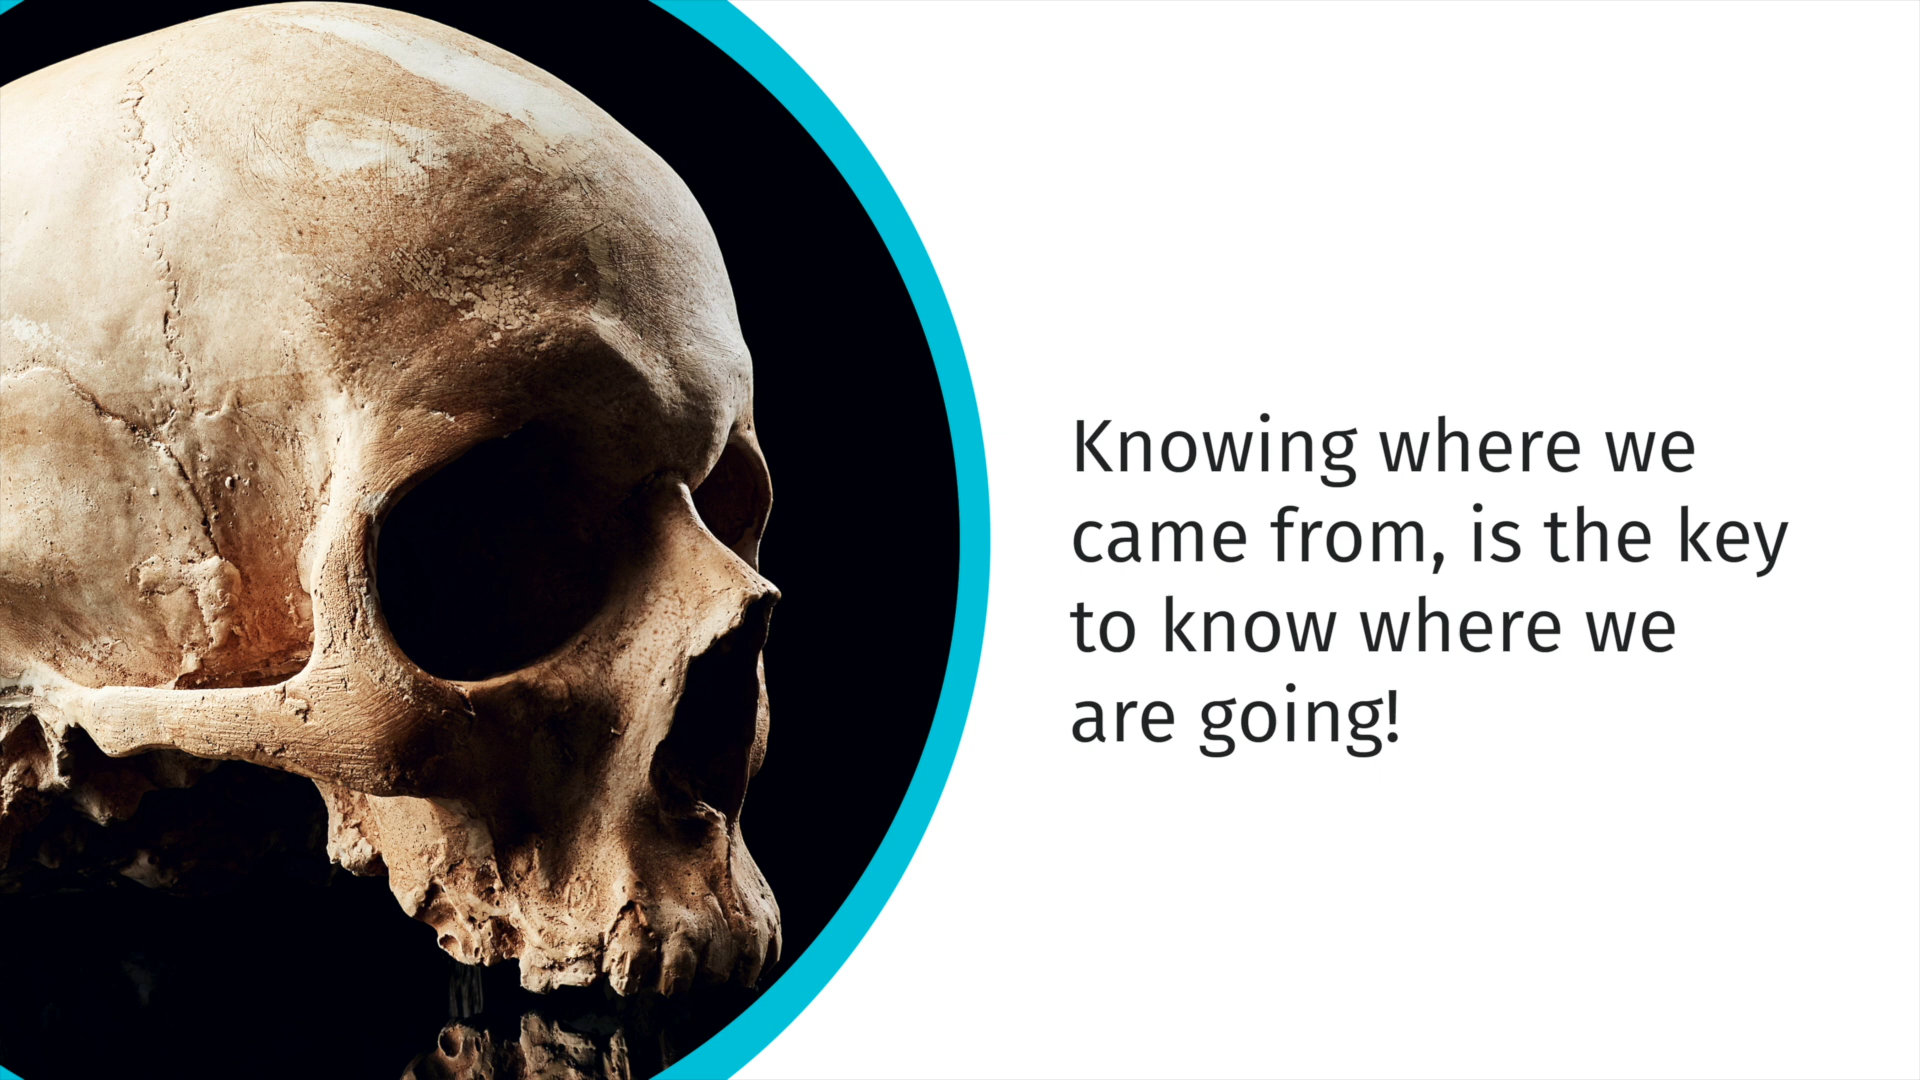 Knowing where we
came from, is the key
to know where we
are going!